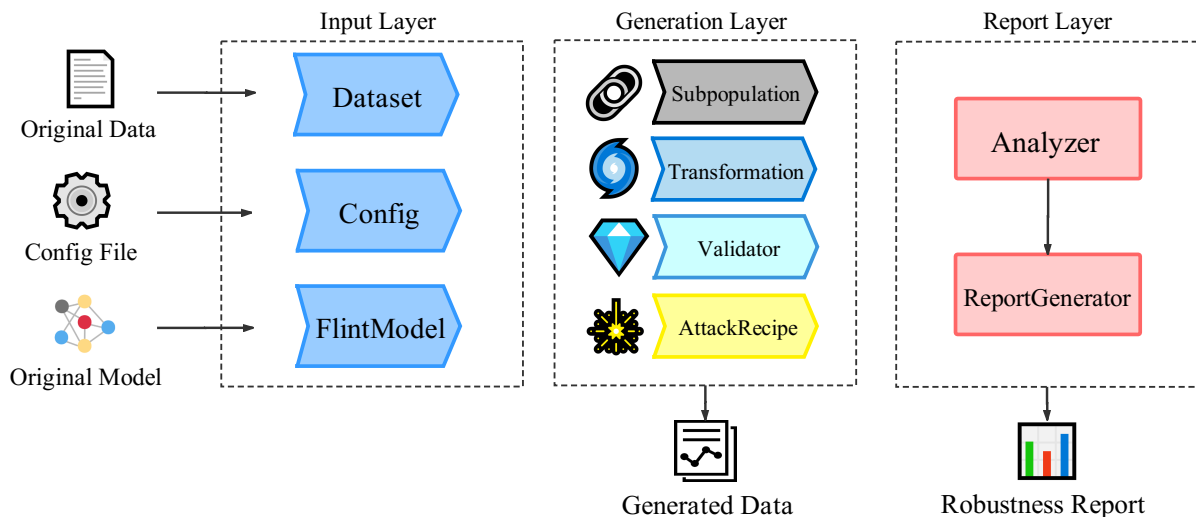 Input Layer
Generation Layer
Report Layer
Original Data
Config File
Original Model
Dataset
Config
FlintModel
Subpopulation
Transformation
Validator
AttackRecipe
Generated Data
Analyzer
ReportGenerator
Robustness Report